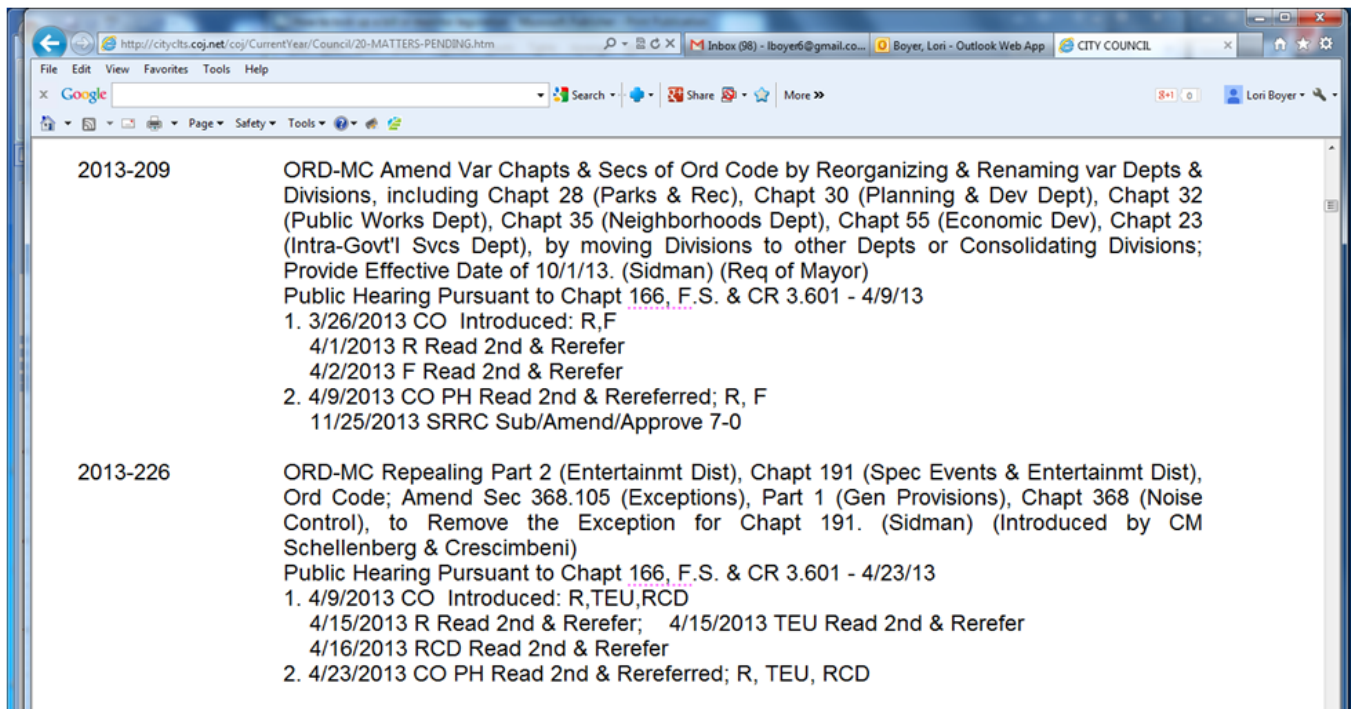 http://cityclts.coj.net/coj/CurrentYear/Council/20-MATTERS-PENDING.htm
Inbox (98) - lboyer6@gmail.co...
Boyer, Lori - Outlook Web App
CITY COUNCIL
File Edit View Favorites Tools Help
x Google Search Share More » g+1 0 Lori Boyer
Page Safety Tools
2013-209 ORD-MC Amend Var Chapts & Secs of Ord Code by Reorganizing & Renaming var Depts &
Divisions, including Chapt 28 (Parks & Rec), Chapt 30 (Planning & Dev Dept), Chapt 32
(Public Works Dept), Chapt 35 (Neighborhoods Dept), Chapt 55 (Economic Dev), Chapt 23
(Intra-Govt'l Svcs Dept), by moving Divisions to other Depts or Consolidating Divisions;
Provide Effective Date of 10/1/13. (Sidman) (Req of Mayor)
Public Hearing Pursuant to Chapt 166, F.S. & CR 3.601 - 4/9/13
1. 3/26/2013 CO Introduced: R,F
4/1/2013 R Read 2nd & Rerefer
4/2/2013 F Read 2nd & Rerefer
2. 4/9/2013 CO PH Read 2nd & Rereferred; R, F
11/25/2013 SRRC Sub/Amend/Approve 7-0
2013-226 ORD-MC Repealing Part 2 (Entertainmt Dist), Chapt 191 (Spec Events & Entertainmt Dist),
Ord Code; Amend Sec 368.105 (Exceptions), Part 1 (Gen Provisions), Chapt 368 (Noise
Control), to Remove the Exception for Chapt 191. (Sidman) (Introduced by CM
Schellenberg & Crescimbeni)
Public Hearing Pursuant to Chapt 166, F.S. & CR 3.601 - 4/23/13
1. 4/9/2013 CO Introduced: R,TEU,RCD
4/15/2013 R Read 2nd & Rerefer; 4/15/2013 TEU Read 2nd & Rerefer
4/16/2013 RCD Read 2nd & Rerefer
2. 4/23/2013 CO PH Read 2nd & Rereferred; R, TEU, RCD